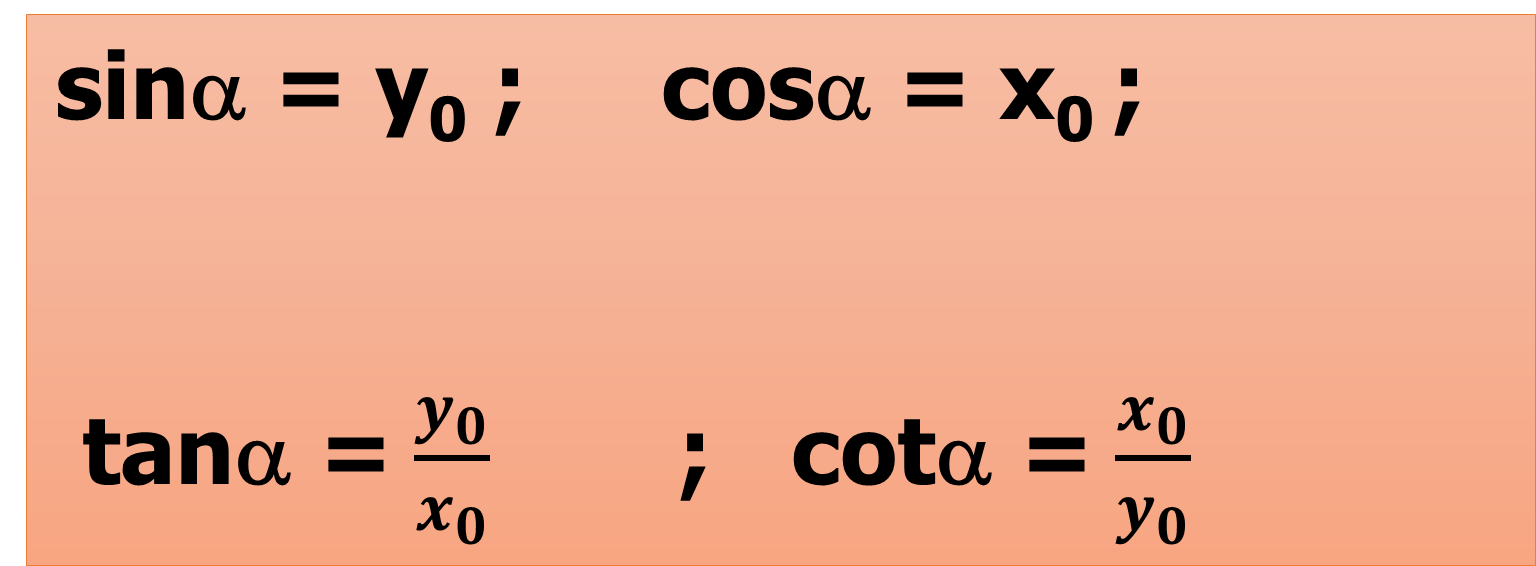 sinα = y₀ ; cosα = x₀ ;
tanα = y₀/x₀ ; cotα = x₀/y₀